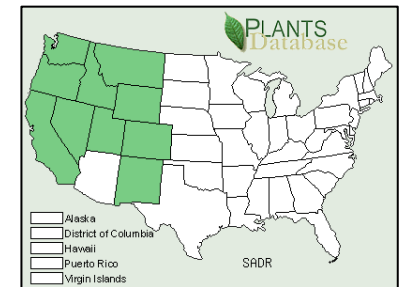 PLANTS
Database
Alaska
District of Columbia
Hawaii
Puerto Rico
Virgin Islands
SADR